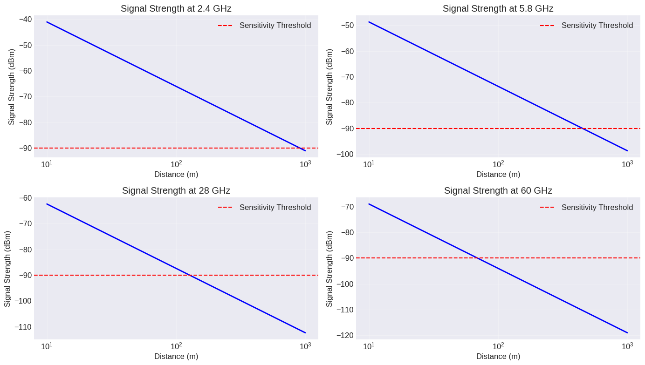 Signal Strength at 2.4 GHz
Signal Strength (dBm)
−40
−50
−60
−70
−80
−90
Sensitivity Threshold
10¹ 10² 10³
Distance (m)
Signal Strength at 5.8 GHz
Signal Strength (dBm)
−50
−60
−70
−80
−90
−100
Sensitivity Threshold
10¹ 10² 10³
Distance (m)
Signal Strength at 28 GHz
Signal Strength (dBm)
−60
−70
−80
−90
−100
−110
Sensitivity Threshold
10¹ 10² 10³
Distance (m)
Signal Strength at 60 GHz
Signal Strength (dBm)
−70
−80
−90
−100
−110
−120
Sensitivity Threshold
10¹ 10² 10³
Distance (m)